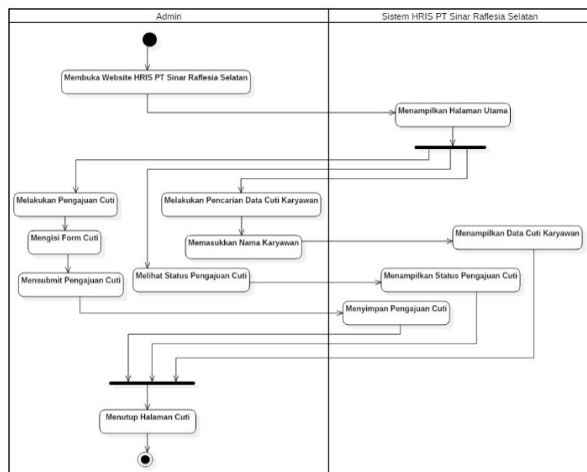 Admin
Sistem HRIS PT Sinar Raflesia Selatan
Membuka Website HRIS PT Sinar Raflesia Selatan
Menampilkan Halaman Utama
Melakukan Pengajuan Cuti
Melakukan Pencarian Data Cuti Karyawan
Mengisi Form Cuti
Memasukkan Nama Karyawan
Menampilkan Data Cuti Karyawan
Mensubmit Pengajuan Cuti
Melihat Status Pengajuan Cuti
Menampilkan Status Pengajuan Cuti
Menyimpan Pengajuan Cuti
Menutup Halaman Cuti